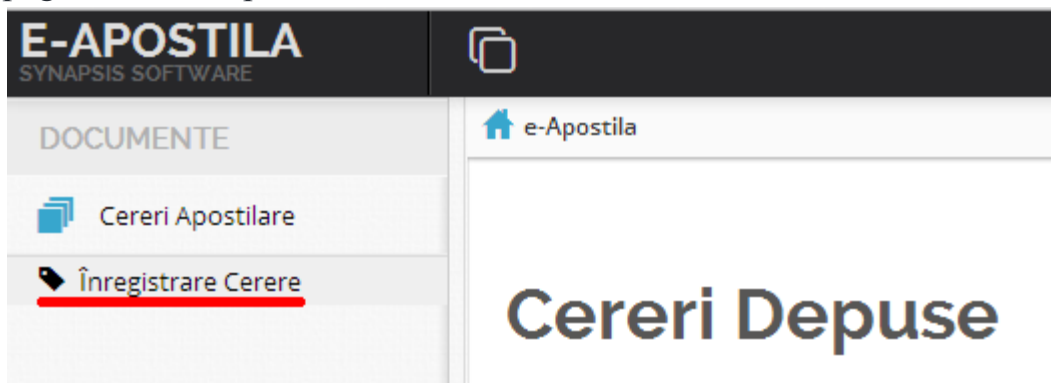 E-APOSTILA
SYNAPSIS SOFTWARE
DOCUMENTE
e-Apostila
Cereri Apostilare
Înregistrare Cerere
Cereri Depuse